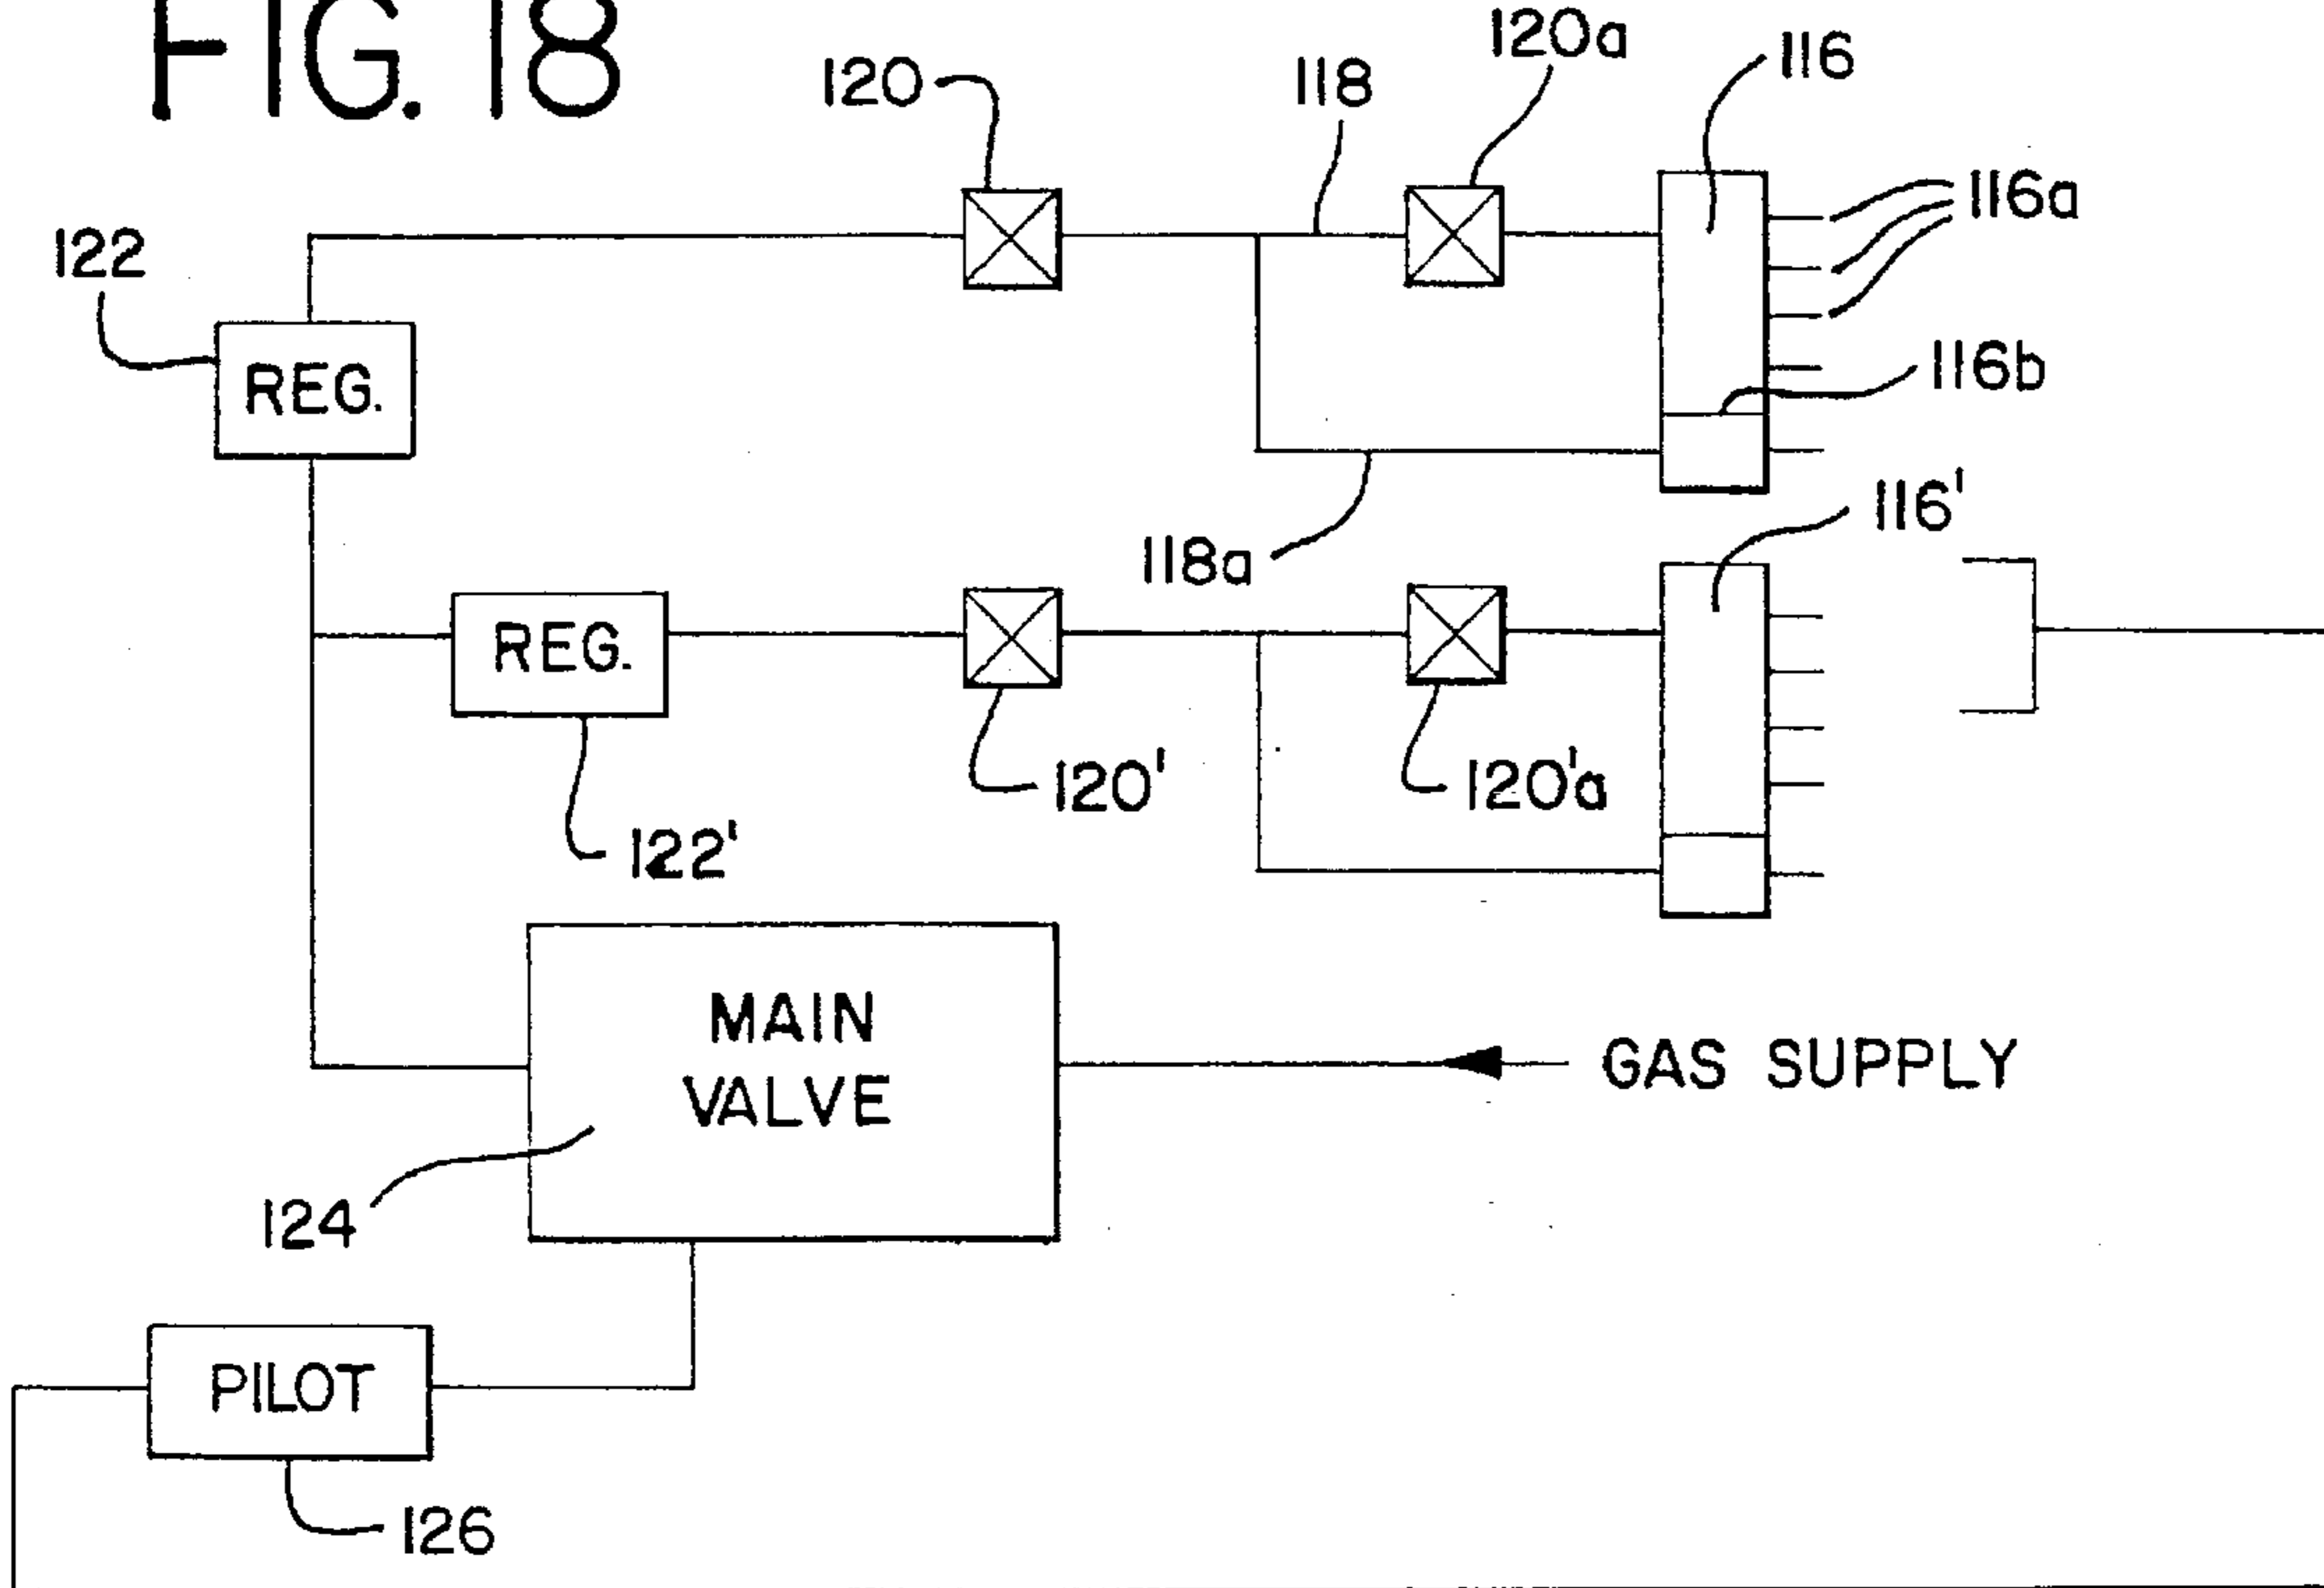 FIG. 18
120
118
120a
116
116a
122
REG.
116b
118a
116'
REG.
120'
120'a
122'
MAIN
VALVE
GAS SUPPLY
124
PILOT
126